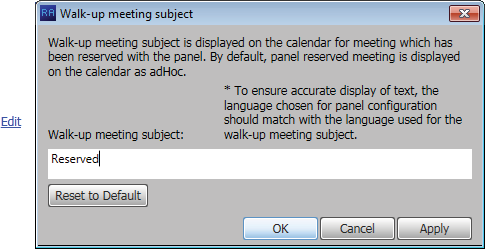 RA Walk-up meeting subject
Walk-up meeting subject is displayed on the calendar for meeting which has
been reserved with the panel. By default, panel reserved meeting is displayed
on the calendar as adHoc.
* To ensure accurate display of text, the
language chosen for panel configuration
should match with the language used for the
walk-up meeting subject.
Edit
Walk-up meeting subject:
Reserved
Reset to Default
OK Cancel Apply